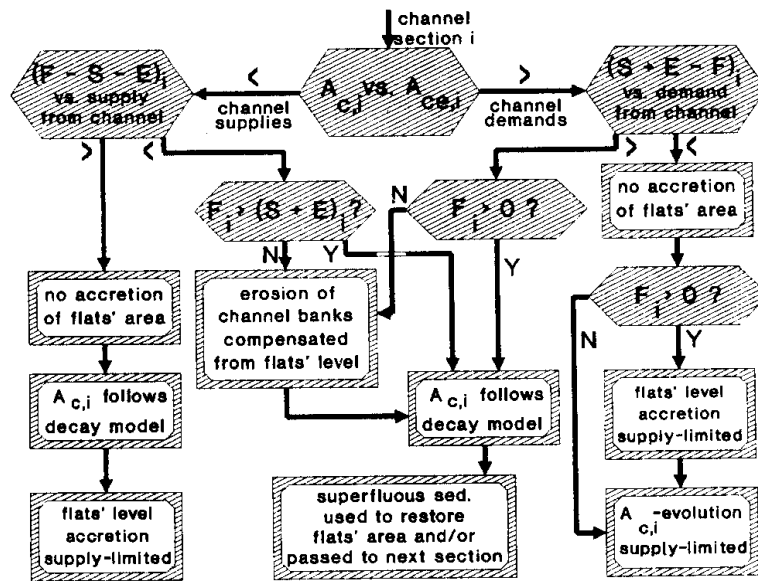 channel
section i
(F - S - E)i
vs. supply
from channel
<
channel
supplies
Ac,i vs. Ace,i
>
channel
demands
(S + E - F)i
vs. demand
from channel
>
<
>
<
Fi > (S + E)i ?
N
Y
N
Fi > 0 ?
Y
no accretion
of flats' area
no accretion
of flats' area
erosion of
channel banks
compensated
from flats' level
N
Fi > 0 ?
Y
Ac,i follows
decay model
Ac,i follows
decay model
flats' level
accretion
supply-limited
flats' level
accretion
supply-limited
superfluous sed.
used to restore
flats' area and/or
passed to next section
Ac,i -evolution
supply-limited